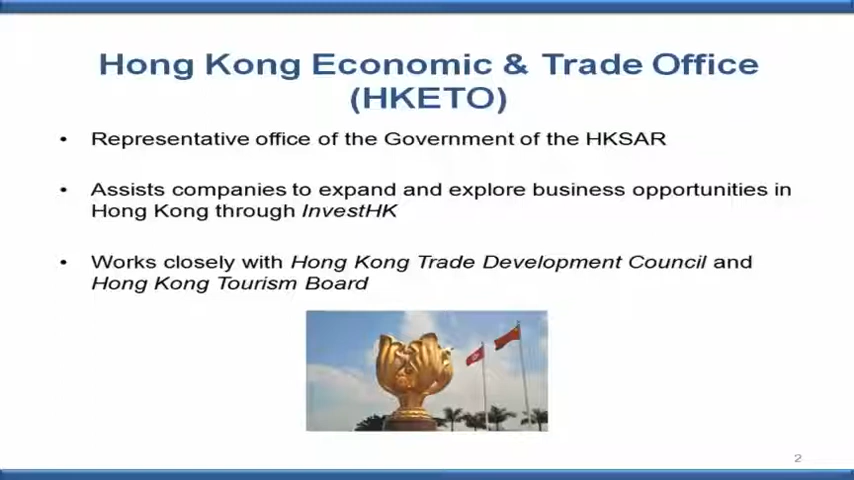 Hong Kong Economic & Trade Office
(HKETO)
• Representative office of the Government of the HKSAR
• Assists companies to expand and explore business opportunities in
Hong Kong through InvestHK
• Works closely with Hong Kong Trade Development Council and
Hong Kong Tourism Board
2